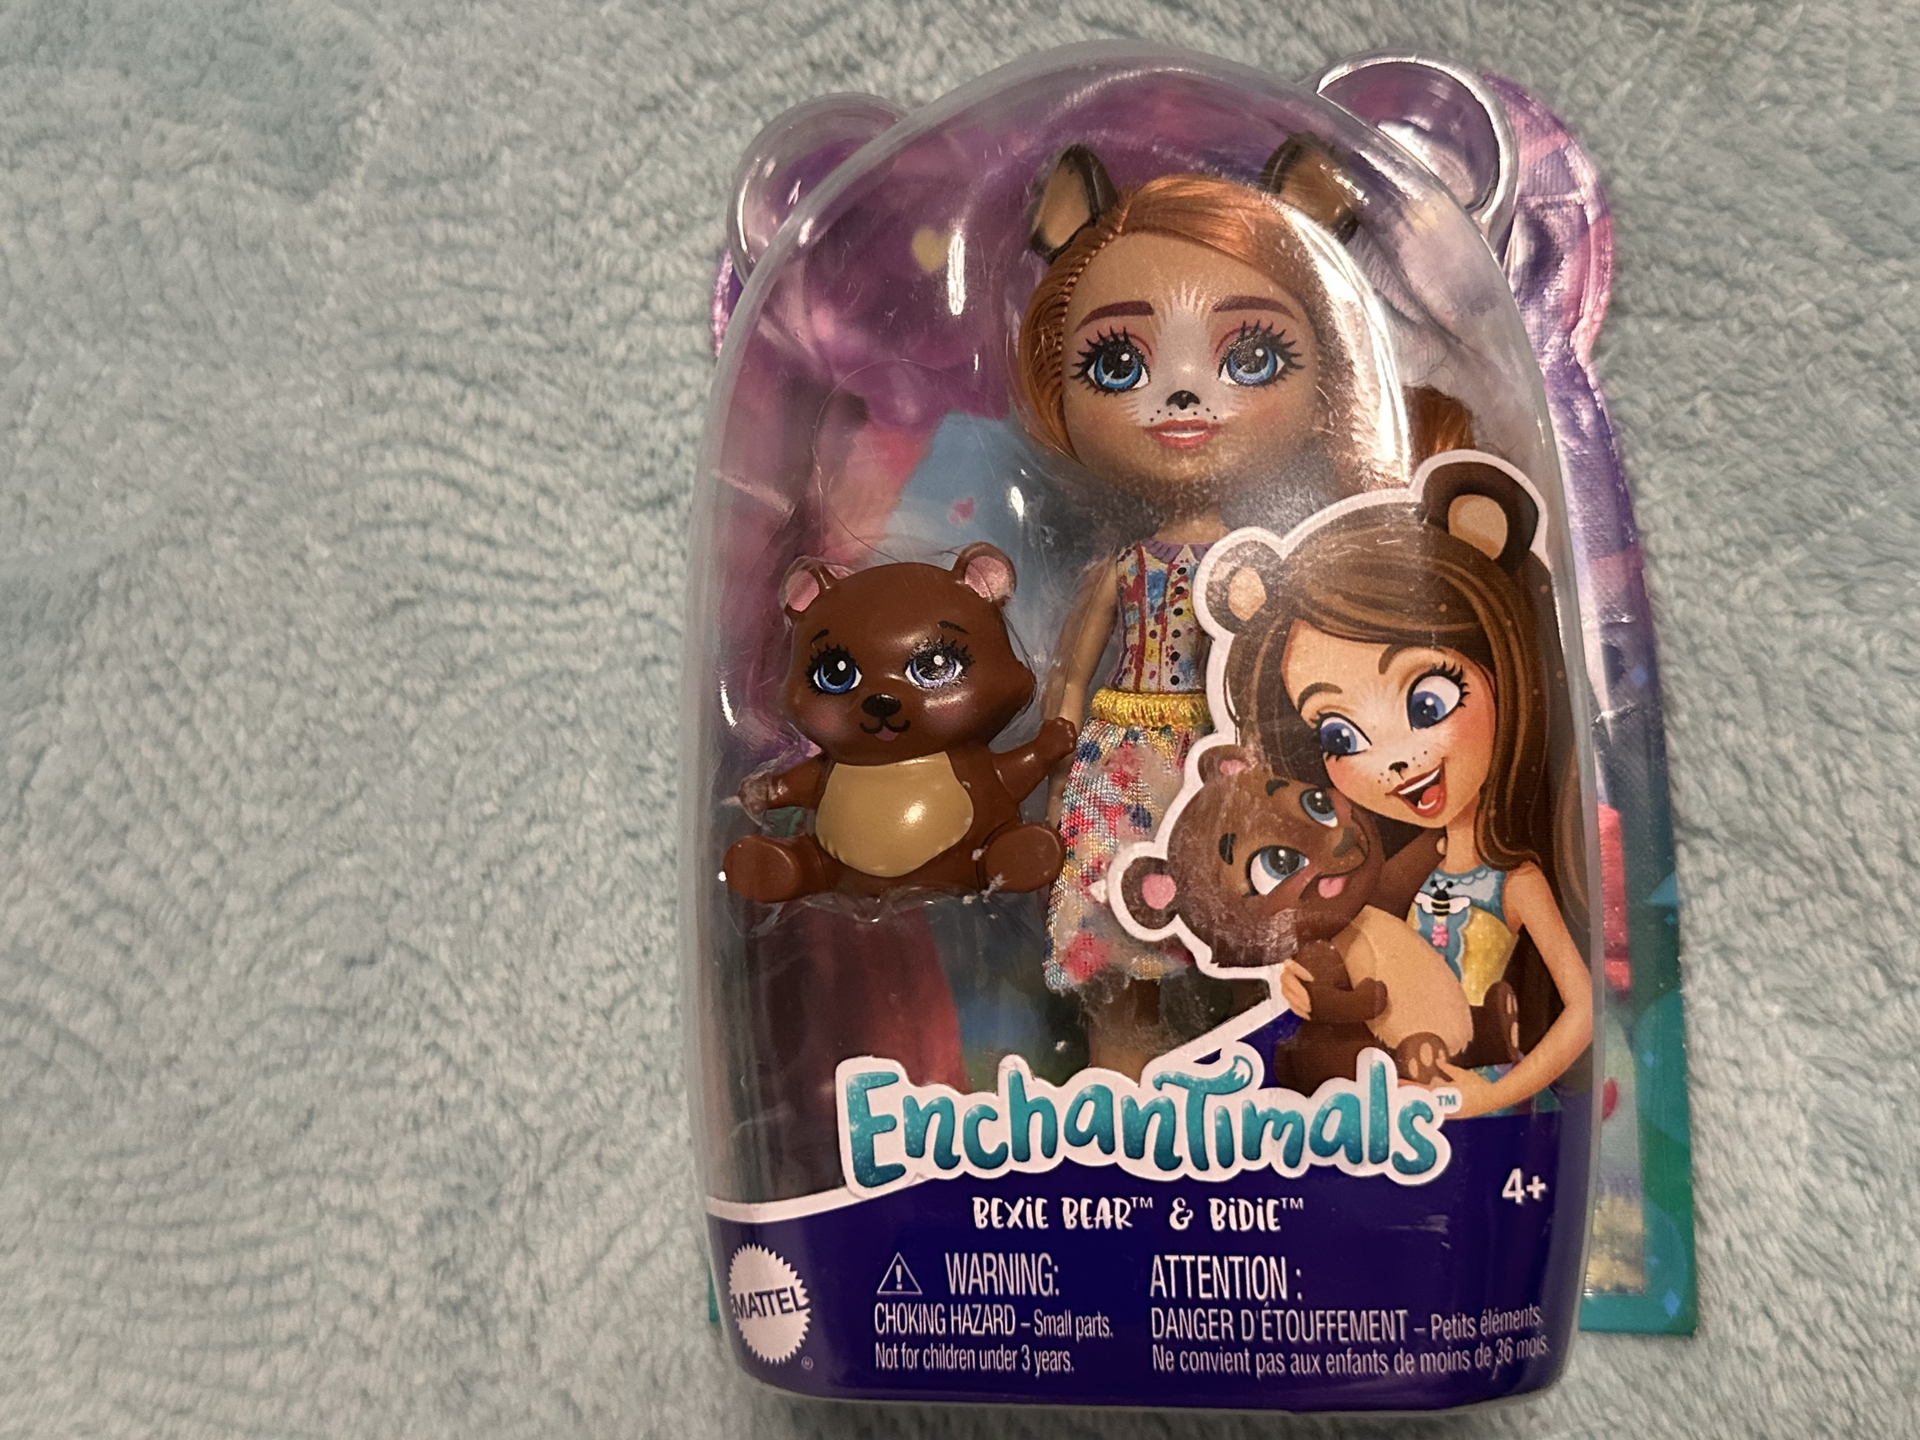 EnchanTimals™
BEXiE BEAR™ & BiDiE™
4+
MATTEL
®
WARNING:
CHOKING HAZARD – Small parts.
Not for children under 3 years.
ATTENTION :
DANGER D'ÉTOUFFEMENT – Petits éléments.
Ne convient pas aux enfants de moins de 36 mois.